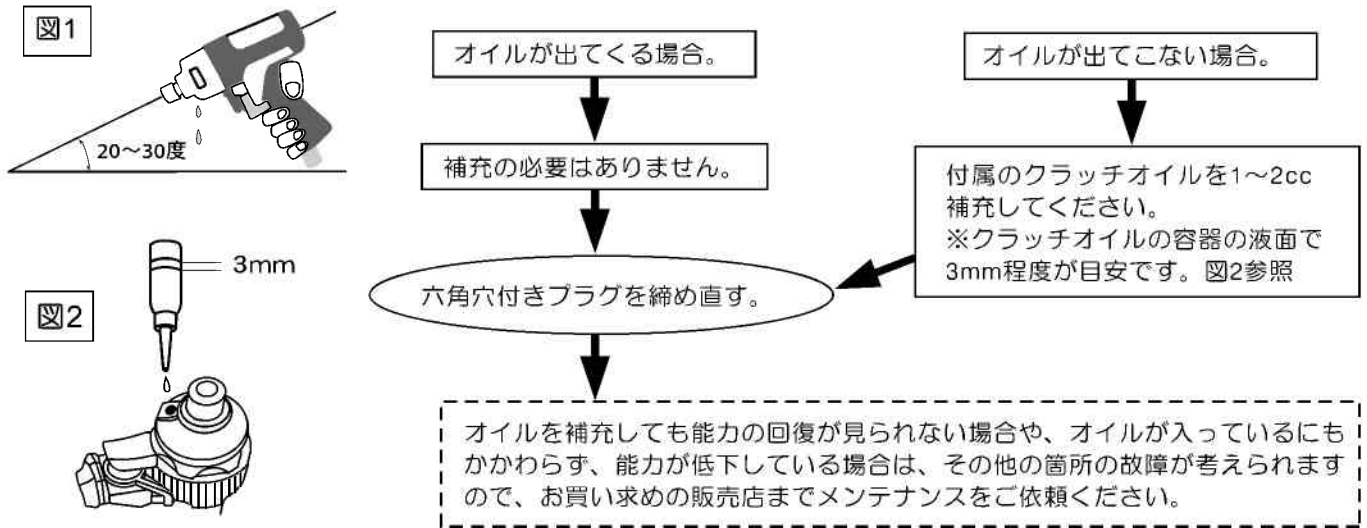 図1
20〜30度
図2
3mm
オイルが出てくる場合。
補充の必要はありません。
オイルが出てこない場合。
付属のクラッチオイルを1〜2cc
補充してください。
※クラッチオイルの容器の液面で
3mm程度が目安です。図2参照
六角穴付きプラグを締め直す。
オイルを補充しても能力の回復が見られない場合や、オイルが入っているにも
かかわらず、能力が低下している場合は、その他の箇所の故障が考えられます
ので、お買い求めの販売店までメンテナンスをご依頼ください。